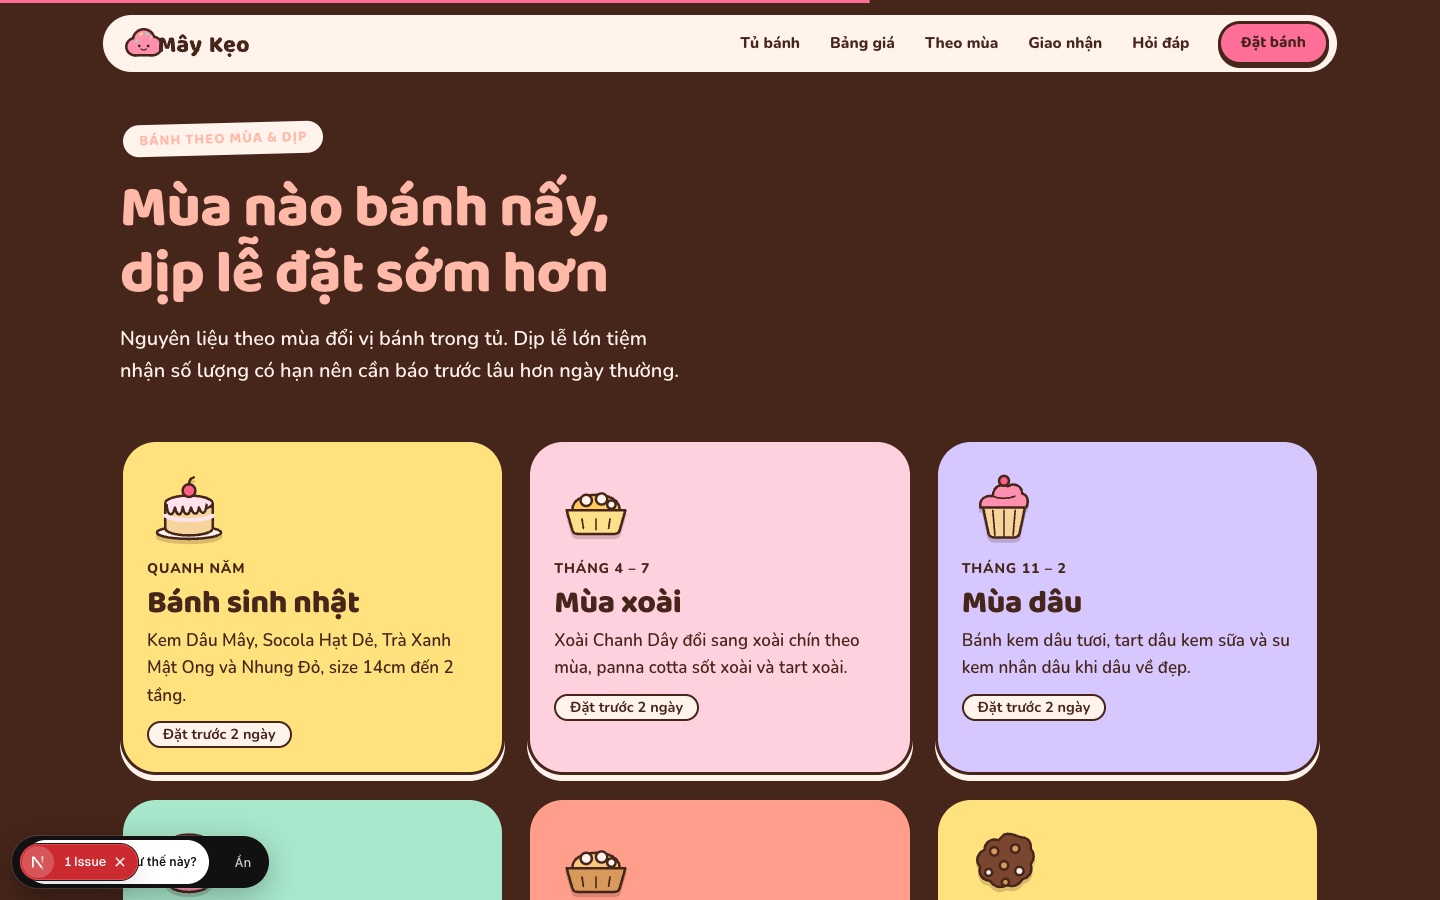 Mây Kẹo
Tủ bánh
Bảng giá
Theo mùa
Giao nhận
Hỏi đáp
Đặt bánh
BÁNH THEO MÙA & DỊP
Mùa nào bánh nấy,
dịp lễ đặt sớm hơn
Nguyên liệu theo mùa đổi vị bánh trong tủ. Dịp lễ lớn tiệm
nhận số lượng có hạn nên cần báo trước lâu hơn ngày thường.
QUANH NĂM
Bánh sinh nhật
Kem Dâu Mây, Socola Hạt Dẻ, Trà Xanh
Mật Ong và Nhung Đỏ, size 14cm đến 2
tầng.
Đặt trước 2 ngày
THÁNG 4 – 7
Mùa xoài
Xoài Chanh Dây đổi sang xoài chín theo
mùa, panna cotta sốt xoài và tart xoài.
Đặt trước 2 ngày
THÁNG 11 – 2
Mùa dâu
Bánh kem dâu tươi, tart dâu kem sữa và su
kem nhân dâu khi dâu về đẹp.
Đặt trước 2 ngày
N
1 Issue
thế này?
Ẩn